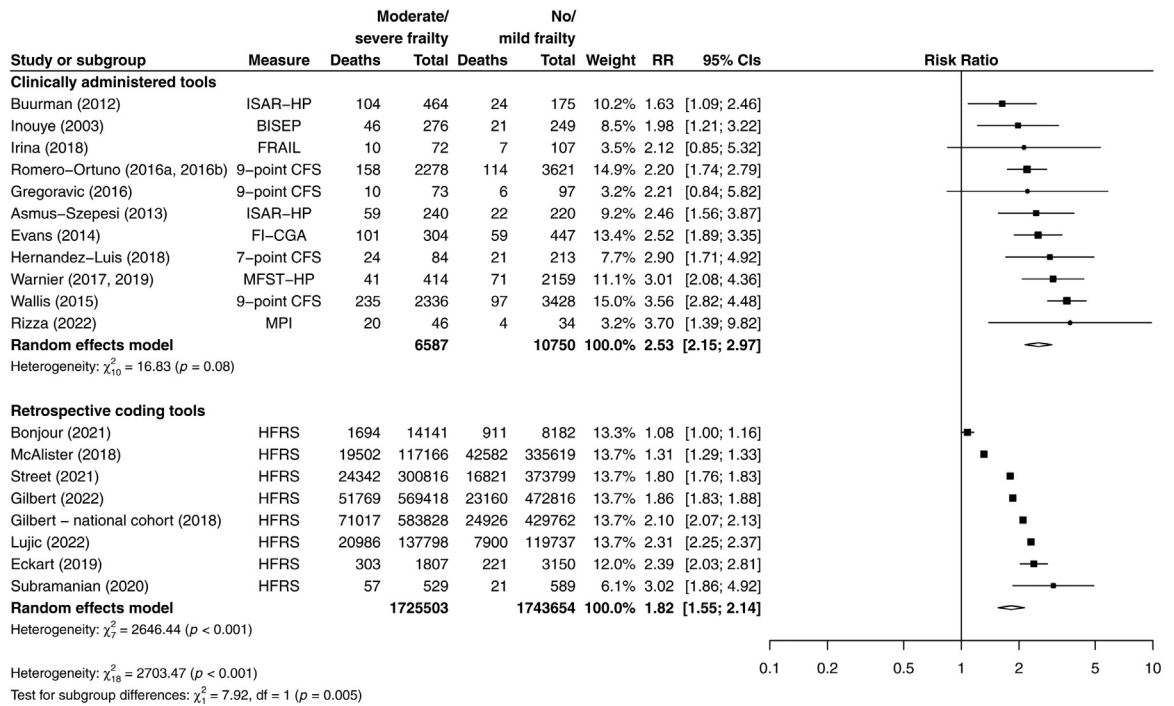 Moderate/ No/
severe frailty mild frailty
Study or subgroup Measure Deaths Total Deaths Total Weight RR 95% CIs Risk Ratio
Clinically administered tools
Buurman (2012) ISAR−HP 104 464 24 175 10.2% 1.63 [1.09; 2.46]
Inouye (2003) BISEP 46 276 21 249 8.5% 1.98 [1.21; 3.22]
Irina (2018) FRAIL 10 72 7 107 3.5% 2.12 [0.85; 5.32]
Romero−Ortuno (2016a, 2016b) 9−point CFS 158 2278 114 3621 14.9% 2.20 [1.74; 2.79]
Gregoravic (2016) 9−point CFS 10 73 6 97 3.2% 2.21 [0.84; 5.82]
Asmus−Szepesi (2013) ISAR−HP 59 240 22 220 9.2% 2.46 [1.56; 3.87]
Evans (2014) FI−CGA 101 304 59 447 13.4% 2.52 [1.89; 3.35]
Hernandez−Luis (2018) 7−point CFS 24 84 21 213 7.7% 2.90 [1.71; 4.92]
Warnier (2017, 2019) MFST−HP 41 414 71 2159 11.1% 3.01 [2.08; 4.36]
Wallis (2015) 9−point CFS 235 2336 97 3428 15.0% 3.56 [2.82; 4.48]
Rizza (2022) MPI 20 46 4 34 3.2% 3.70 [1.39; 9.82]
Random effects model 6587 10750 100.0% 2.53 [2.15; 2.97]
Heterogeneity: χ²₁₀ = 16.83 (p = 0.08)
Retrospective coding tools
Bonjour (2021) HFRS 1694 14141 911 8182 13.3% 1.08 [1.00; 1.16]
McAlister (2018) HFRS 19502 117166 42582 335619 13.7% 1.31 [1.29; 1.33]
Street (2021) HFRS 24342 300816 16821 373799 13.7% 1.80 [1.76; 1.83]
Gilbert (2022) HFRS 51769 569418 23160 472816 13.7% 1.86 [1.83; 1.88]
Gilbert − national cohort (2018) HFRS 71017 583828 24926 429762 13.7% 2.10 [2.07; 2.13]
Lujic (2022) HFRS 20986 137798 7900 119737 13.7% 2.31 [2.25; 2.37]
Eckart (2019) HFRS 303 1807 221 3150 12.0% 2.39 [2.03; 2.81]
Subramanian (2020) HFRS 57 529 21 589 6.1% 3.02 [1.86; 4.92]
Random effects model 1725503 1743654 100.0% 1.82 [1.55; 2.14]
Heterogeneity: χ²₇ = 2646.44 (p < 0.001)
Heterogeneity: χ²₁₈ = 2703.47 (p < 0.001)
0.1 0.2 0.5 1 2 5 10
Test for subgroup differences: χ²₁ = 7.92, df = 1 (p = 0.005)